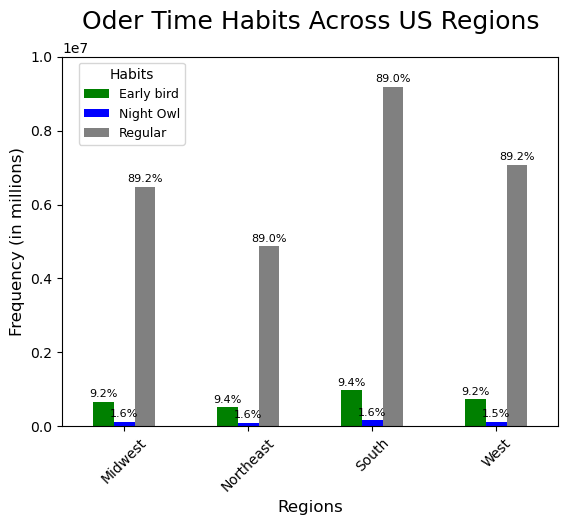 Oder Time Habits Across US Regions
1e7
1.0
0.8
0.6
0.4
0.2
0.0
Frequency (in millions)
Habits
Early bird
Night Owl
Regular
9.2%
1.6%
89.2%
9.4%
1.6%
89.0%
9.4%
1.6%
89.0%
9.2%
1.5%
89.2%
Midwest
Northeast
South
West
Regions